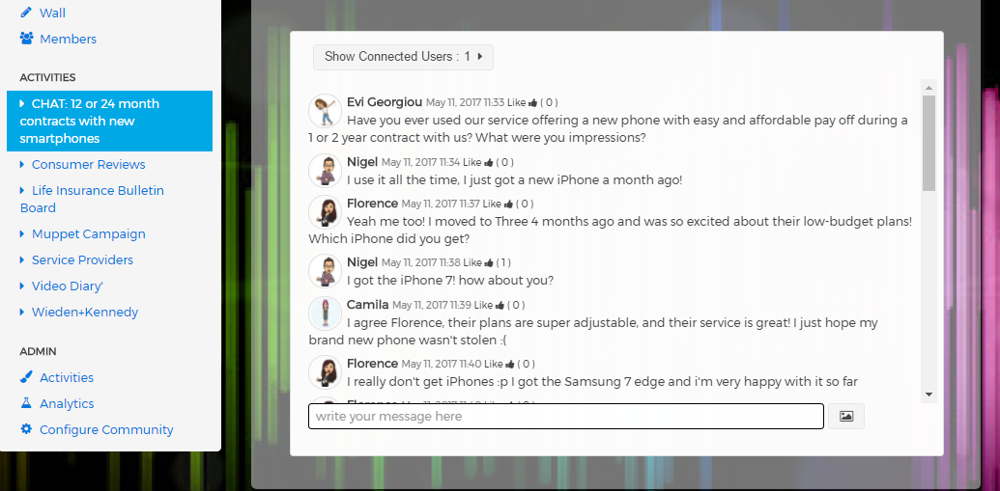 Wall
Members
ACTIVITIES
CHAT: 12 or 24 month
contracts with new
smartphones
Consumer Reviews
Life Insurance Bulletin
Board
Muppet Campaign
Service Providers
Video Diary'
Wieden+Kennedy
ADMIN
Activities
Analytics
Configure Community
Show Connected Users : 1
Evi Georgiou May 11, 2017 11:33 Like ( 0 )
Have you ever used our service offering a new phone with easy and affordable pay off during a
1 or 2 year contract with us? What were you impressions?
Nigel May 11, 2017 11:34 Like ( 0 )
I use it all the time, I just got a new iPhone a month ago!
Florence May 11, 2017 11:37 Like ( 0 )
Yeah me too! I moved to Three 4 months ago and was so excited about their low-budget plans!
Which iPhone did you get?
Nigel May 11, 2017 11:38 Like ( 1 )
I got the iPhone 7! how about you?
Camila May 11, 2017 11:39 Like ( 0 )
I agree Florence, their plans are super adjustable, and their service is great! I just hope my
brand new phone wasn't stolen :(
Florence May 11, 2017 11:40 Like ( 0 )
I really don't get iPhones :p I got the Samsung 7 edge and i'm very happy with it so far
write your message here